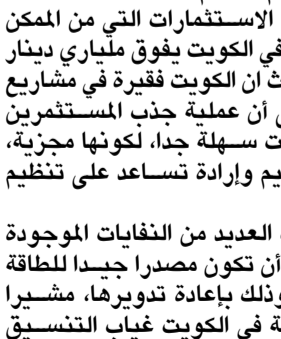 الاستثمارات التي من الممكن
في الكويت يفوق ملياري دينار
ان الكويت فقيرة في مشاريع
أن عملية جذب المستثمرين
سهلة جدا، لكونها مجزية،
وإرادة تساعد على تنظيم
العديد من النفايات الموجودة
أن تكون مصدرا جيدا للطاقة
وذلك بإعادة تدويرها، مشيرا
في الكويت غياب التنسيق